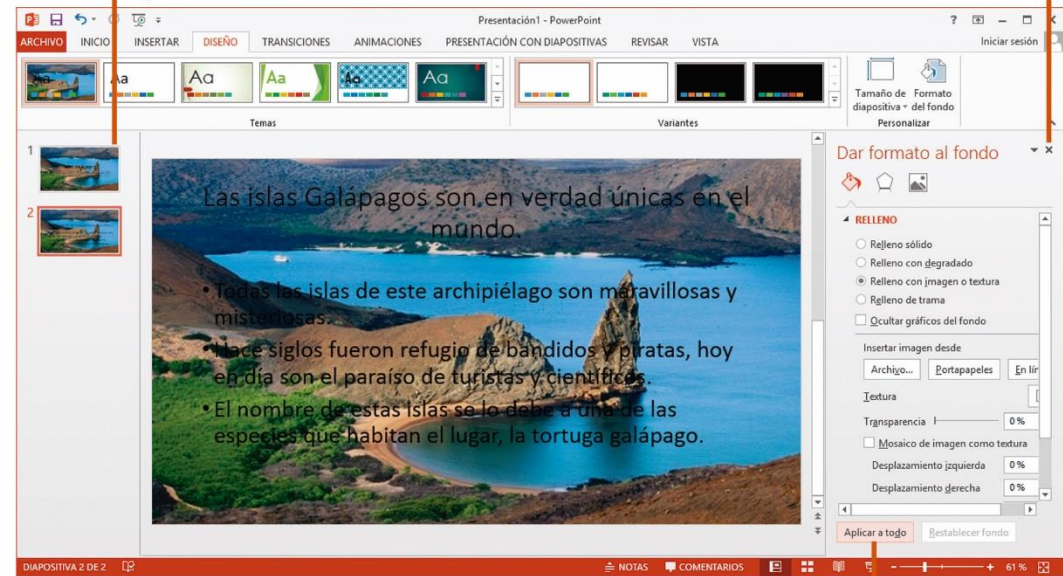 Presentación1 - PowerPoint
ARCHIVO INICIO INSERTAR DISEÑO TRANSICIONES ANIMACIONES PRESENTACIÓN CON DIAPOSITIVAS REVISAR VISTA Iniciar sesión
Aa Aa Aa Aa Aa Aa
Tamaño de diapositiva
Formato del fondo
Temas Variantes Personalizar
1
2
Las islas Galápagos son en verdad únicas en el
mundo.
• Todas las islas de este archipiélago son maravillosas y
misteriosas.
• Hace siglos fueron refugio de bandidos y piratas, hoy
en día son el paraíso de turistas y científicos.
• El nombre de estas Islas se lo debe a una de las
especies que habitan el lugar, la tortuga galápago.
Dar formato al fondo
RELLENO
Relleno sólido
Relleno con degradado
Relleno con imagen o textura
Relleno de trama
Ocultar gráficos del fondo
Insertar imagen desde
Archivo... Portapapeles En lín
Textura
Transparencia 0 %
Mosaico de imagen como textura
Desplazamiento izquierda 0 %
Desplazamiento derecha 0 %
Aplicar a todo Restablecer fondo
DIAPOSITIVA 2 DE 2 NOTAS COMENTARIOS 61 %